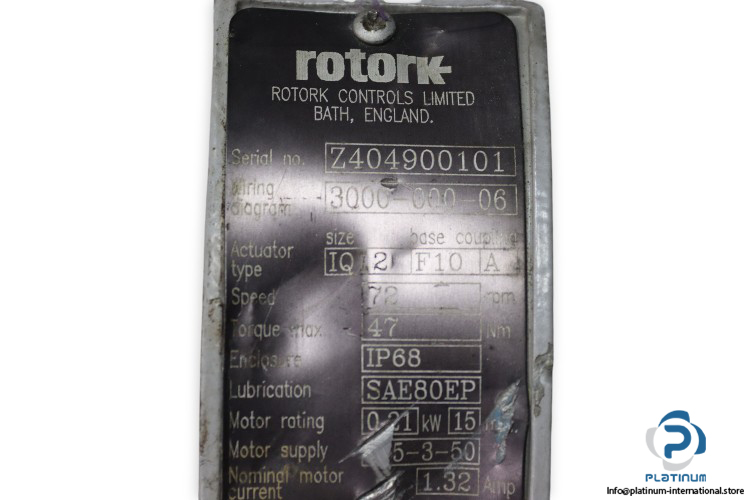 rotork
ROTORK CONTROLS LIMITED
BATH, ENGLAND.
Serial no. Z404900101
Wiring diagram 3000-000-06
size base coupling
Actuator type IQ 2 F10 A
Speed 72 rpm
Torque max 47 Nm
Enclosure IP68
Lubrication SAE80EP
Motor rating 0.21 kW 15
Motor supply 5-3-50
Nominal motor current 1.32 Amp
PLATINUM
INTERNATIONAL
Info@platinum-international.store